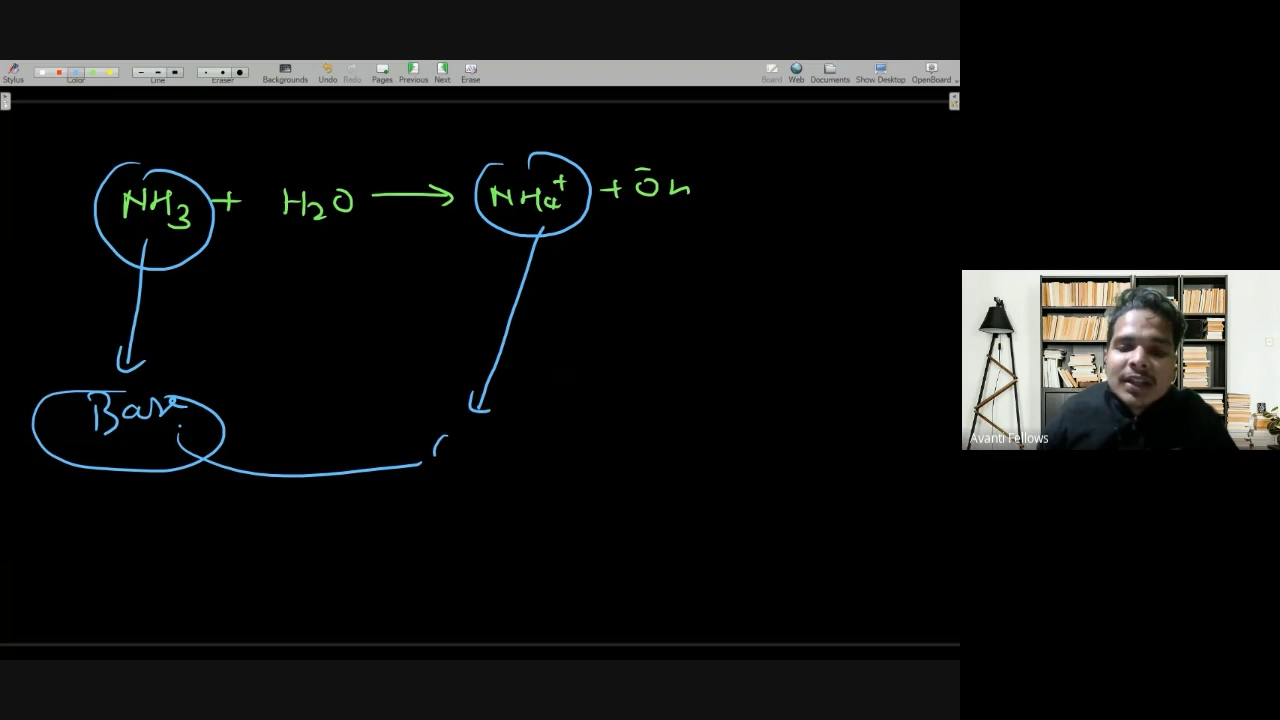 Stylus Color Line Eraser Backgrounds Undo Redo Pages Previous Next Erase Board Web Documents Show Desktop OpenBoard
NH3 + H2O → NH4+ + ŌH
Base
Avanti Fellows